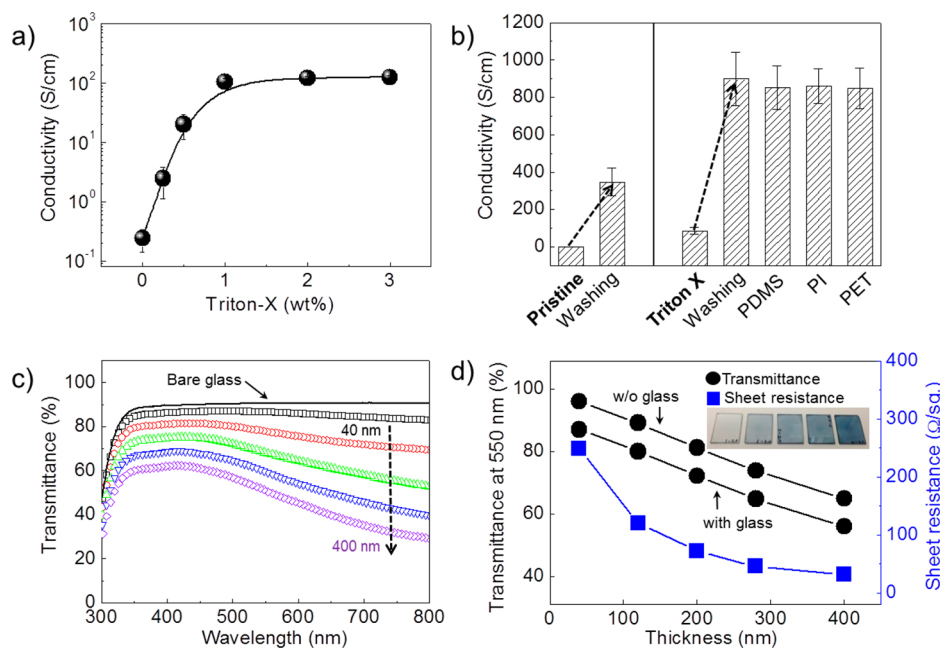 a)
Conductivity (S/cm)
10³
10²
10¹
10⁰
10⁻¹
0 1 2 3
Triton-X (wt%)
b)
Conductivity (S/cm)
1200
1000
800
600
400
200
0
Pristine
Washing
Triton X
Washing
PDMS
PI
PET
c)
Transmittance (%)
100
80
60
40
20
0
Bare glass
40 nm
400 nm
300 400 500 600 700 800
Wavelength (nm)
d)
Transmittance at 550 nm (%)
100
80
60
40
Transmittance
Sheet resistance
w/o glass
with glass
0 100 200 300 400
Thickness (nm)
400
300
200
100
0
Sheet resistance (Ω/sq.)